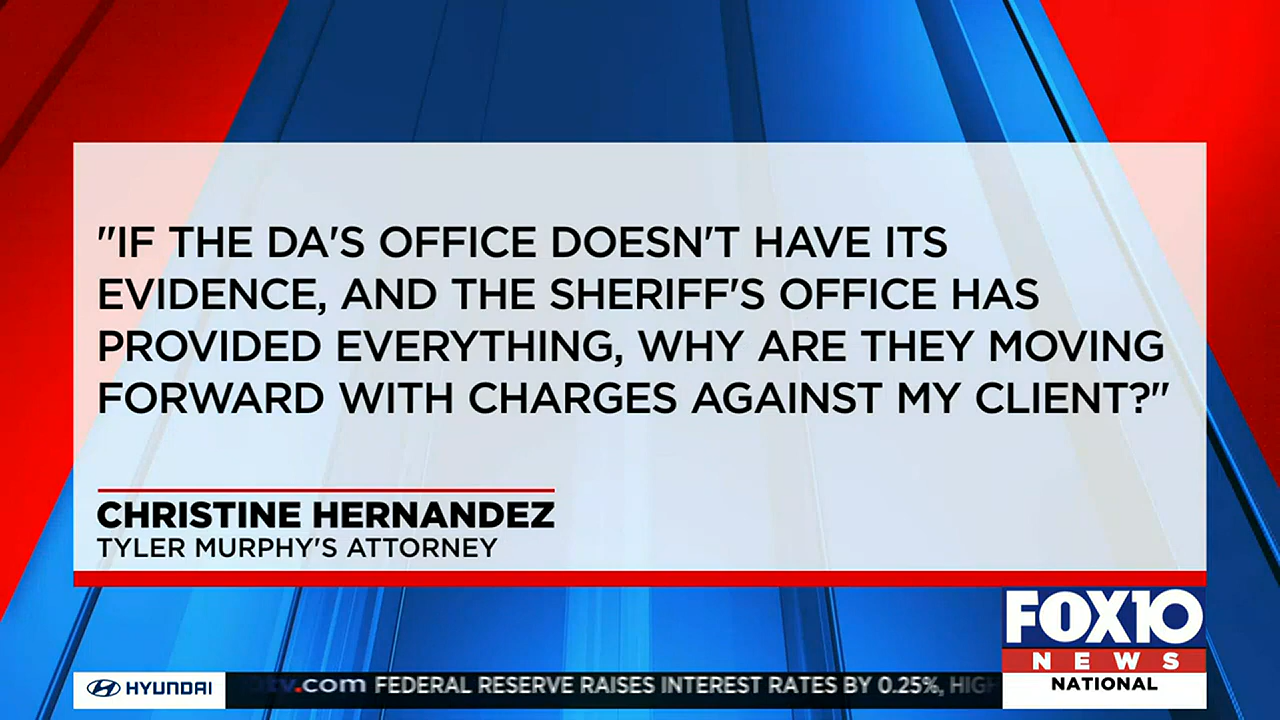 "IF THE DA'S OFFICE DOESN'T HAVE ITS
EVIDENCE, AND THE SHERIFF'S OFFICE HAS
PROVIDED EVERYTHING, WHY ARE THEY MOVING
FORWARD WITH CHARGES AGAINST MY CLIENT?"
CHRISTINE HERNANDEZ
TYLER MURPHY'S ATTORNEY
FOX10
NEWS
NATIONAL
HYUNDAI
tv.com FEDERAL RESERVE RAISES INTEREST RATES BY 0.25%,